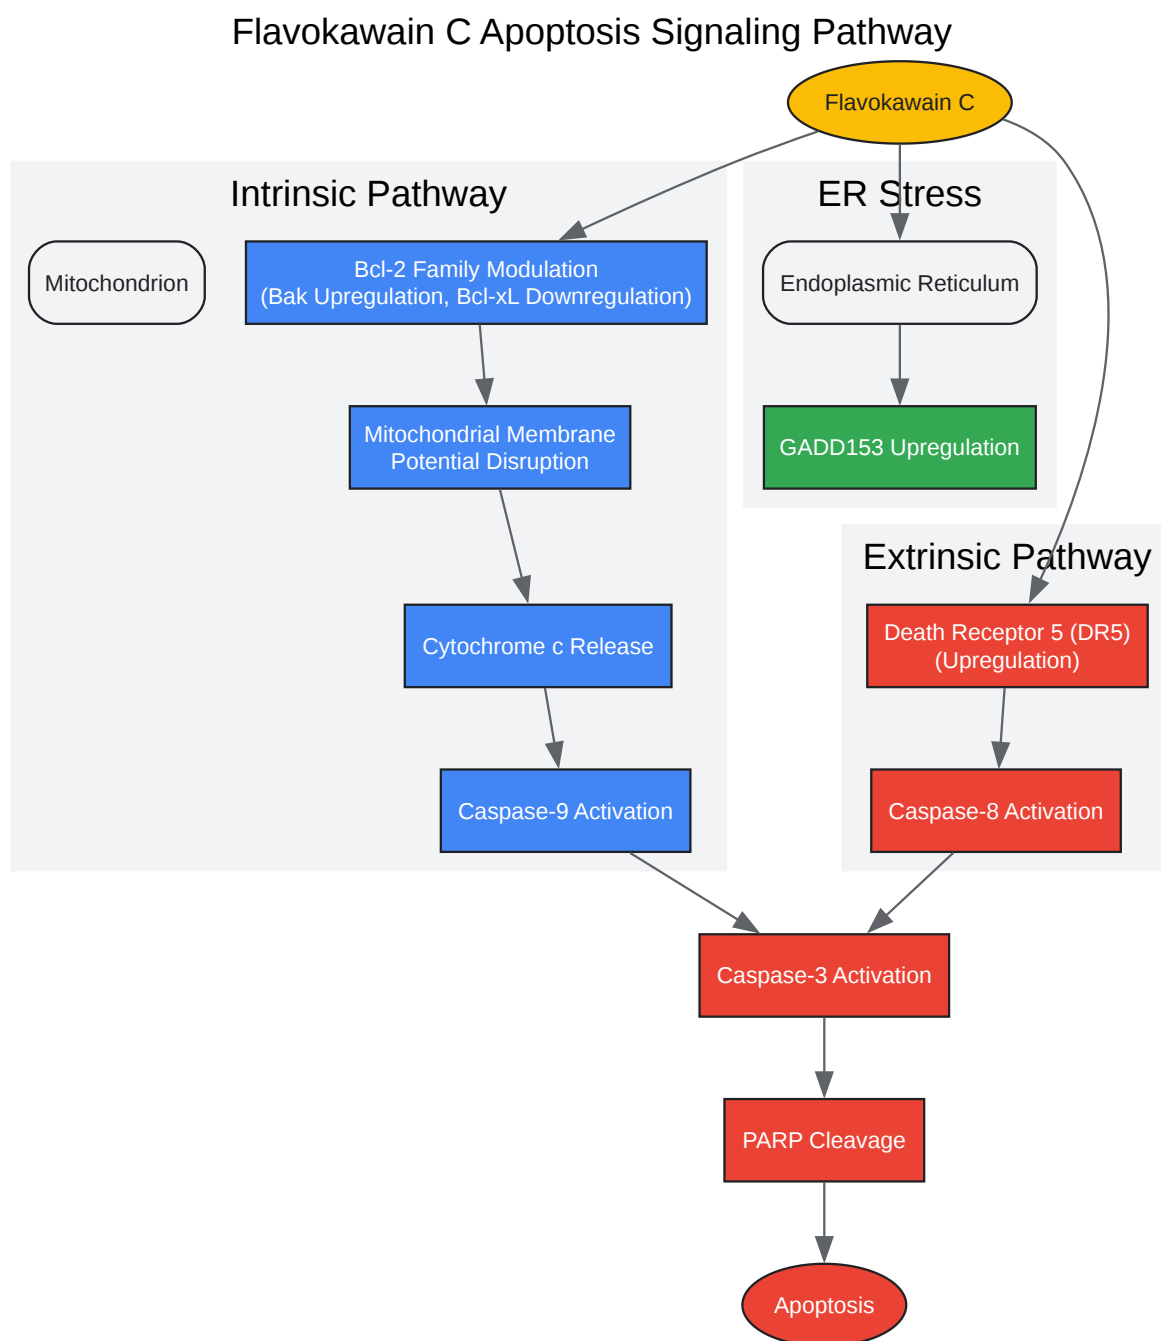 Flavokawain C Apoptosis Signaling Pathway
Flavokawain C
Intrinsic Pathway
ER Stress
Mitochondrion
Bcl-2 Family Modulation
(Bak Upregulation, Bcl-xL Downregulation)
Endoplasmic Reticulum
Mitochondrial Membrane
Potential Disruption
GADD153 Upregulation
Extrinsic Pathway
Cytochrome c Release
Death Receptor 5 (DR5)
(Upregulation)
Caspase-9 Activation
Caspase-8 Activation
Caspase-3 Activation
PARP Cleavage
Apoptosis